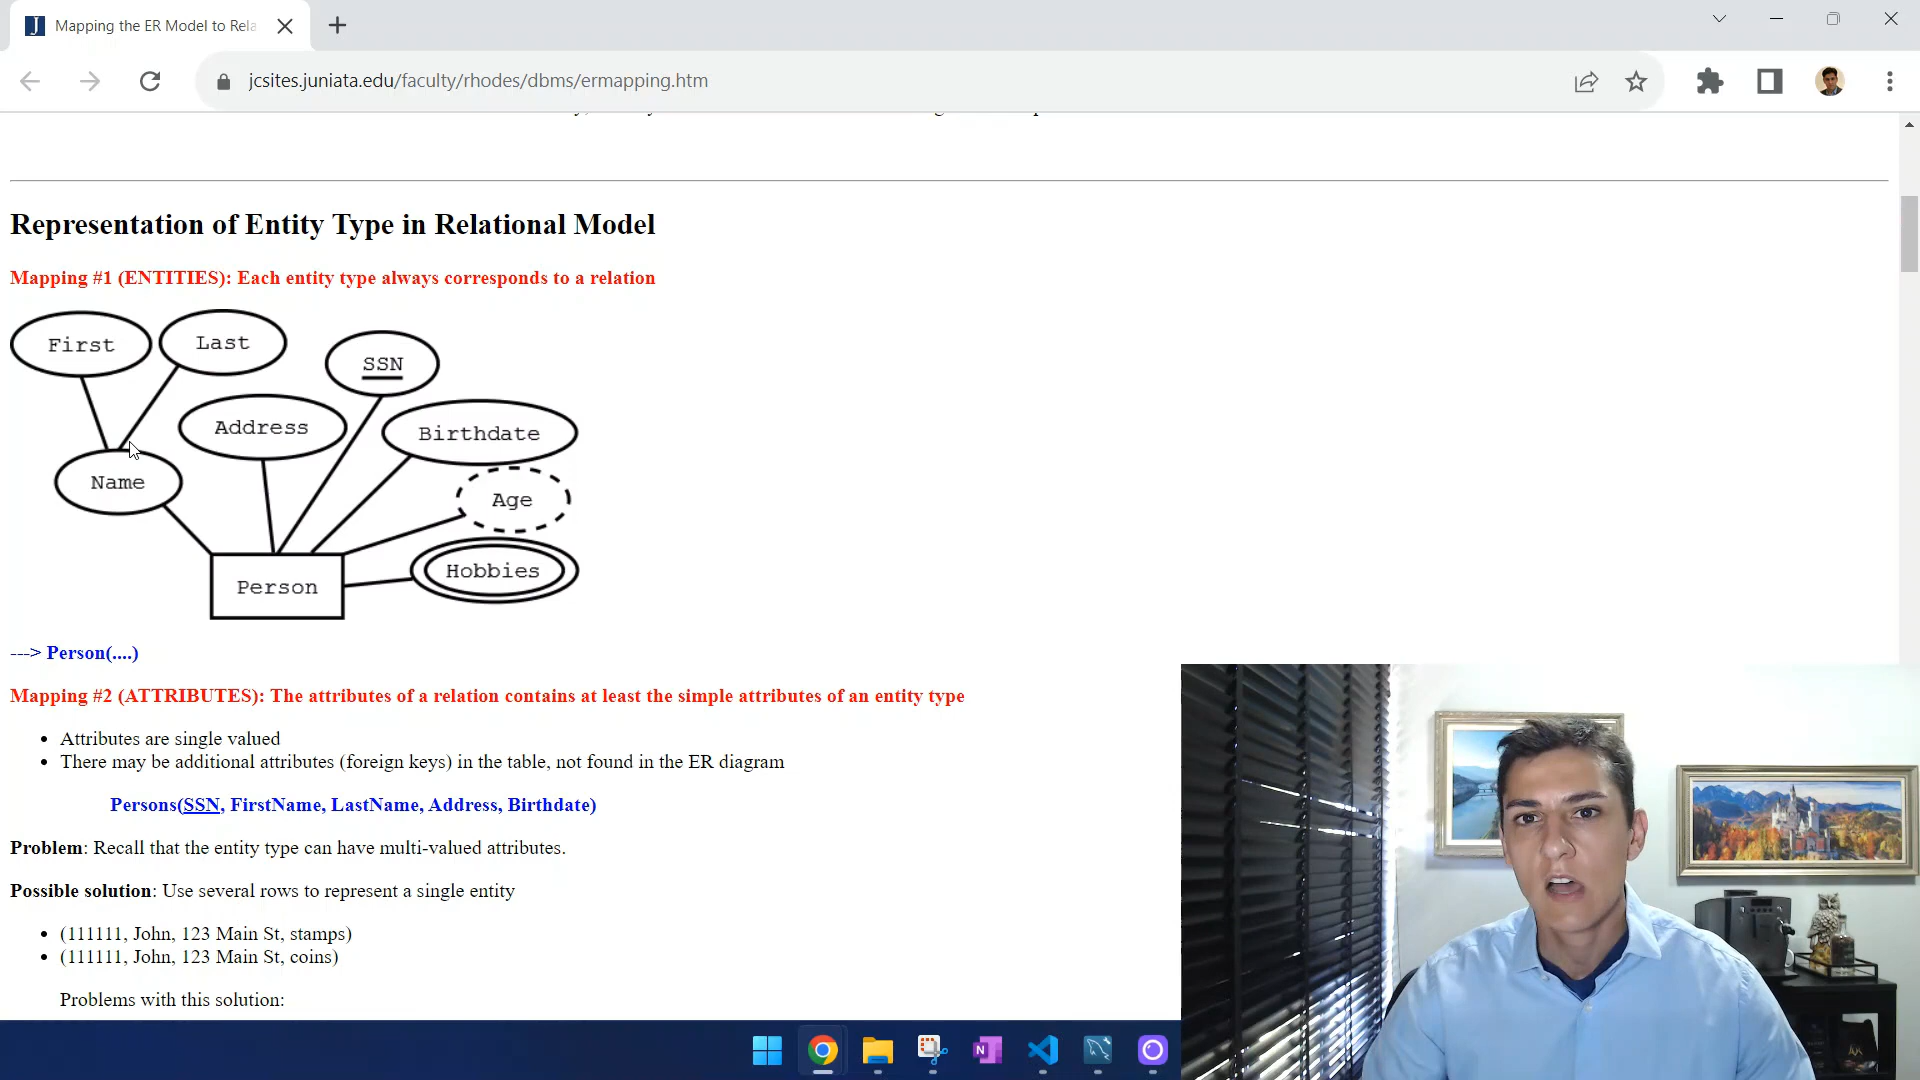 Mapping the ER Model to Rela
jcsites.juniata.edu/faculty/rhodes/dbms/ermapping.htm
Representation of Entity Type in Relational Model
Mapping #1 (ENTITIES): Each entity type always corresponds to a relation
First
Last
SSN
Address
Birthdate
Name
Age
Hobbies
Person
---> Person(....)
Mapping #2 (ATTRIBUTES): The attributes of a relation contains at least the simple attributes of an entity type
• Attributes are single valued
• There may be additional attributes (foreign keys) in the table, not found in the ER diagram
Persons(SSN, FirstName, LastName, Address, Birthdate)
Problem: Recall that the entity type can have multi-valued attributes.
Possible solution: Use several rows to represent a single entity
• (111111, John, 123 Main St, stamps)
• (111111, John, 123 Main St, coins)
Problems with this solution: